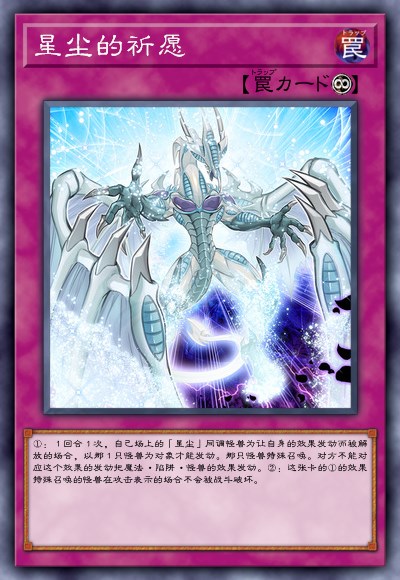 星尘的祈愿
トラップ
罠
トラップ
【罠カード】
①：1回合1次，自己场上的「星尘」同调怪兽为让自身的效果发动而被解
放的场合，以那1只怪兽为对象才能发动。那只怪兽特殊召唤。对方不能对
应这个效果的发动把魔法·陷阱·怪兽的效果发动。②：这张卡的①的效果
特殊召唤的怪兽在攻击表示的场合不会被战斗破坏。